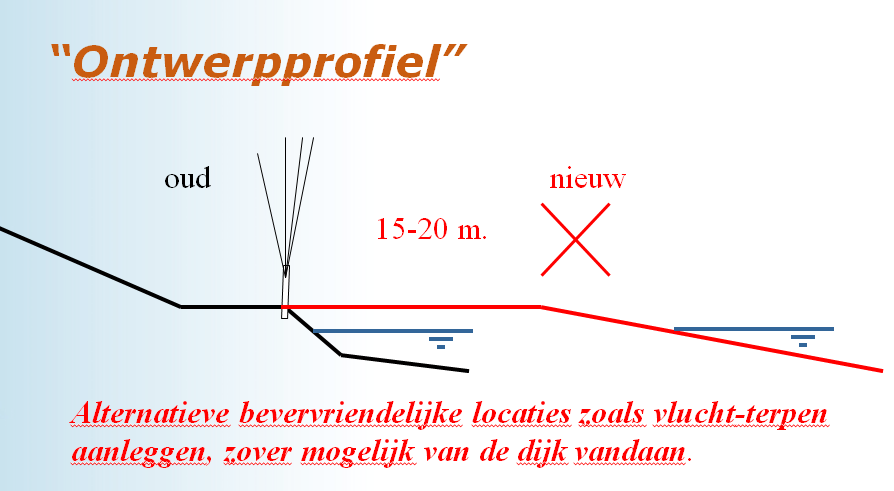 “Ontwerpprofiel”
oud
nieuw
15-20 m.
Alternatieve bevervriendelijke locaties zoals vlucht-terpen
aanleggen, zover mogelijk van de dijk vandaan.